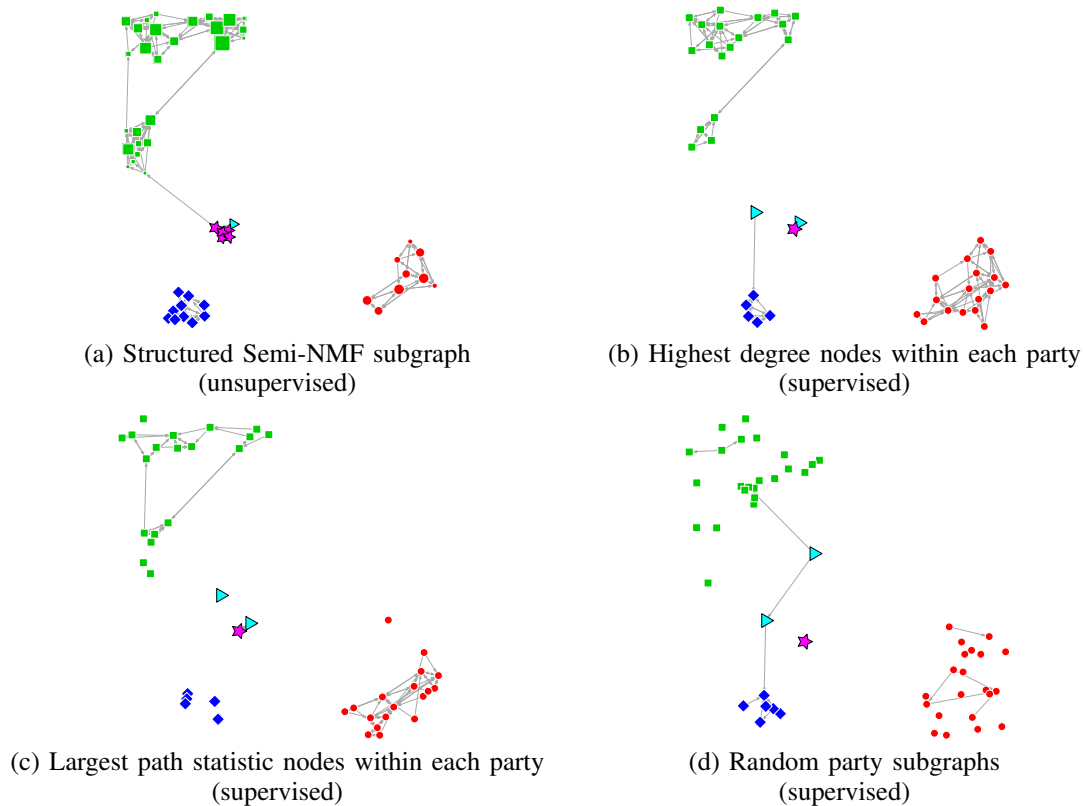 (a) Structured Semi-NMF subgraph
(unsupervised)
(b) Highest degree nodes within each party
(supervised)
(c) Largest path statistic nodes within each party
(supervised)
(d) Random party subgraphs
(supervised)